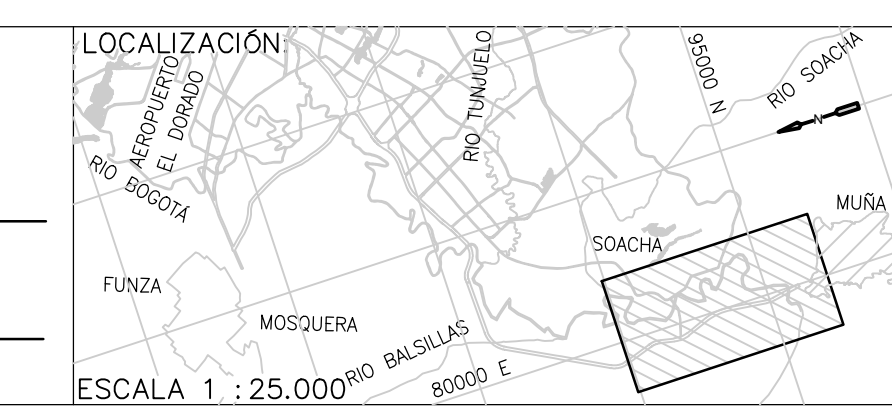 LOCALIZACIÓN:
AEROPUERTO
EL DORADO
RIO TUNJUELO
95000 N
RIO SOACHA
N
RIO BOGOTÁ
MUÑA
SOACHA
FUNZA
MOSQUERA
RIO BALSILLAS
80000 E
ESCALA 1 : 25.000